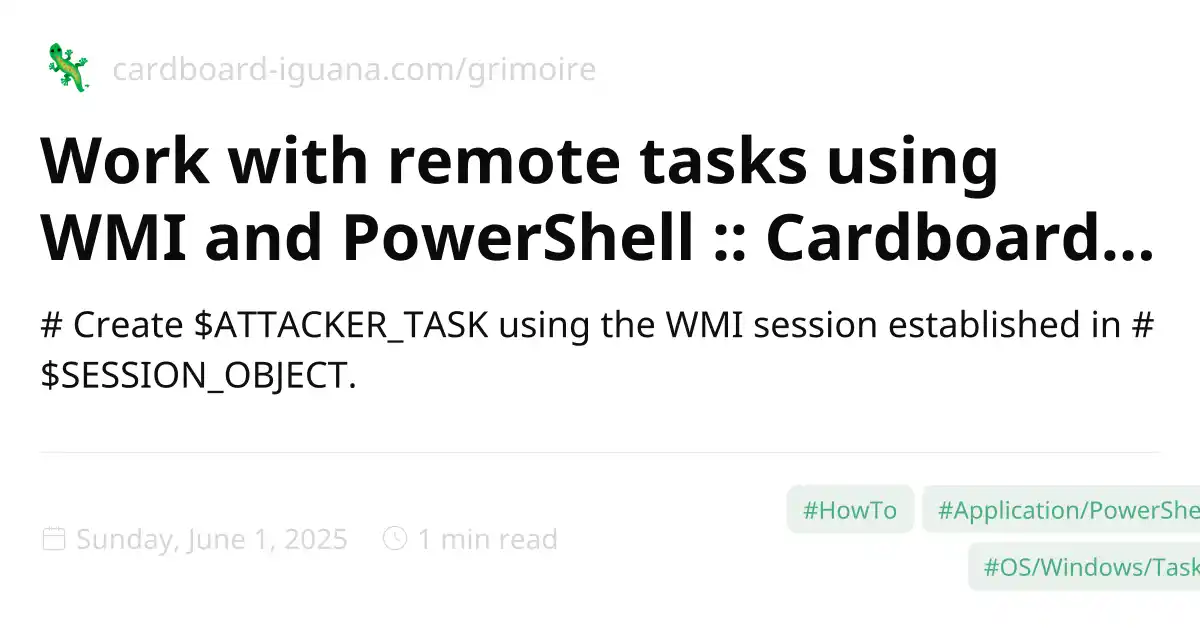 cardboard-iguana.com/grimoire
Work with remote tasks using
WMI and PowerShell :: Cardboard...
# Create $ATTACKER_TASK using the WMI session established in #
$SESSION_OBJECT.
Sunday, June 1, 2025 1 min read
#HowTo #Application/PowerShe
#OS/Windows/Task